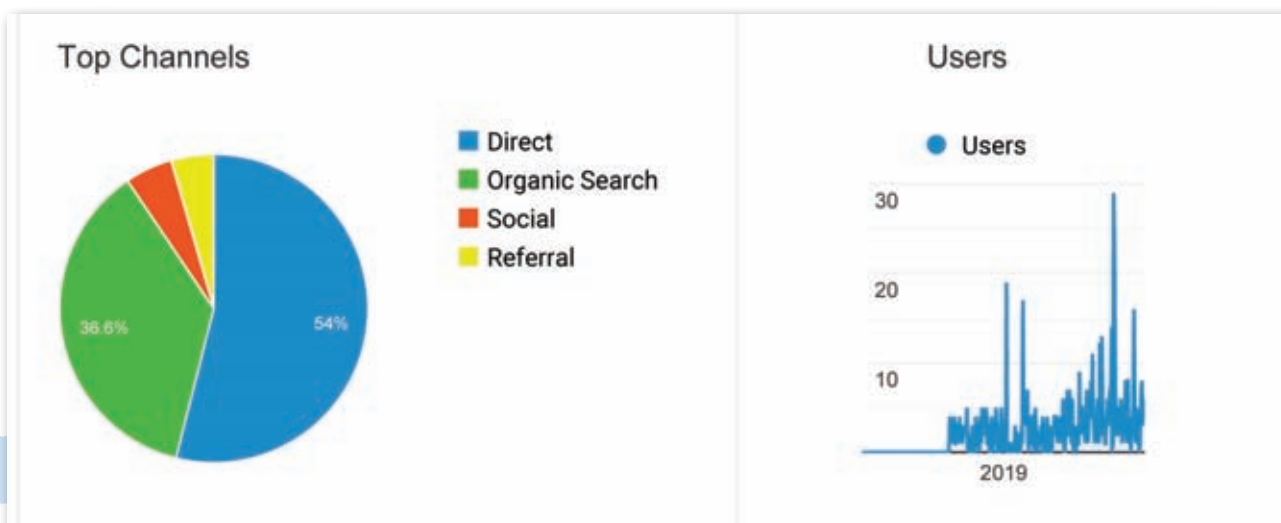 Top Channels
Direct
Organic Search
Social
Referral
36.6%
54%
Users
Users
30
20
10
2019